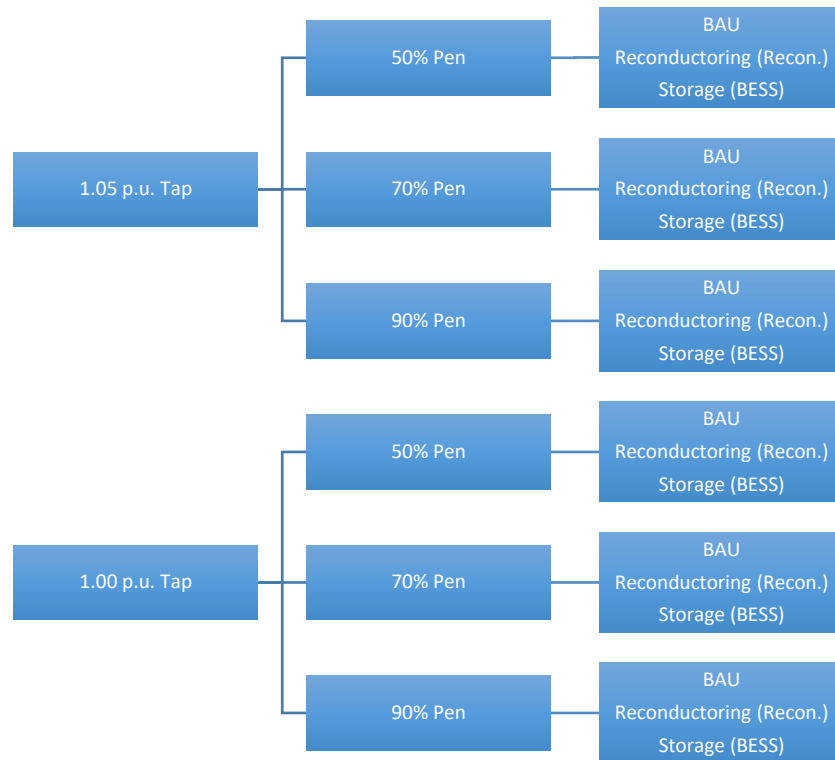 1.05 p.u. Tap
50% Pen
BAU
Reconductoring (Recon.)
Storage (BESS)
70% Pen
BAU
Reconductoring (Recon.)
Storage (BESS)
90% Pen
BAU
Reconductoring (Recon.)
Storage (BESS)
1.00 p.u. Tap
50% Pen
BAU
Reconductoring (Recon.)
Storage (BESS)
70% Pen
BAU
Reconductoring (Recon.)
Storage (BESS)
90% Pen
BAU
Reconductoring (Recon.)
Storage (BESS)